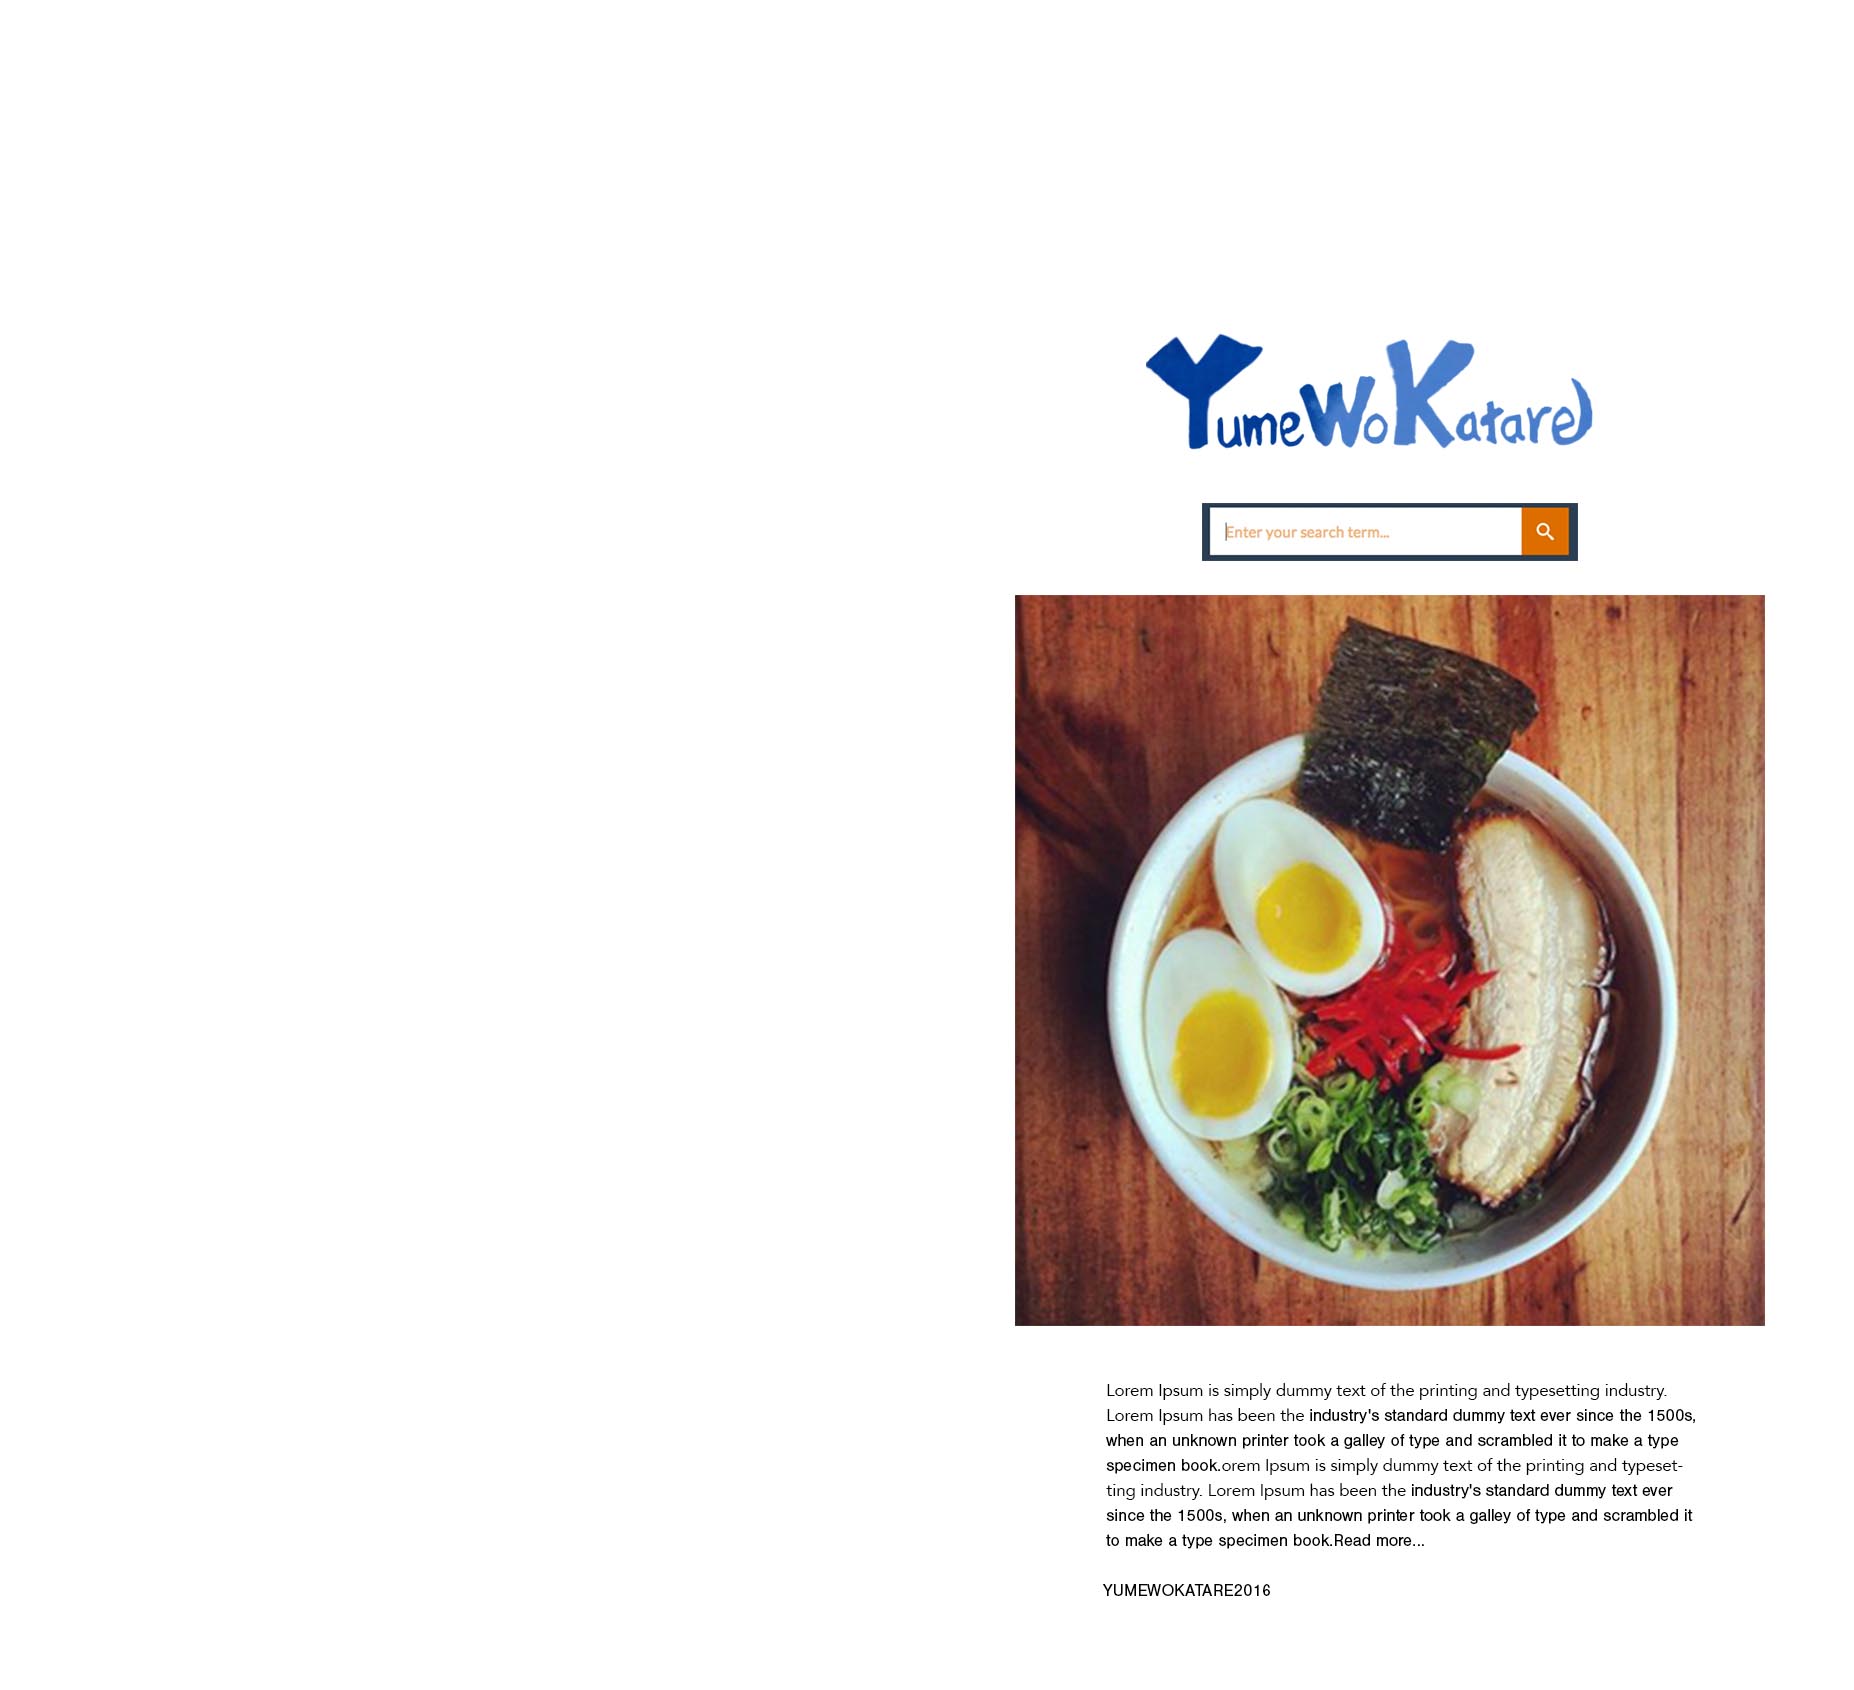 YumeWoKatare
Enter your search term...
Lorem Ipsum is simply dummy text of the printing and typesetting industry.
Lorem Ipsum has been the industry's standard dummy text ever since the 1500s,
when an unknown printer took a galley of type and scrambled it to make a type
specimen book.orem Ipsum is simply dummy text of the printing and typeset-
ting industry. Lorem Ipsum has been the industry's standard dummy text ever
since the 1500s, when an unknown printer took a galley of type and scrambled it
to make a type specimen book.Read more...
YUMEWOKATARE2016